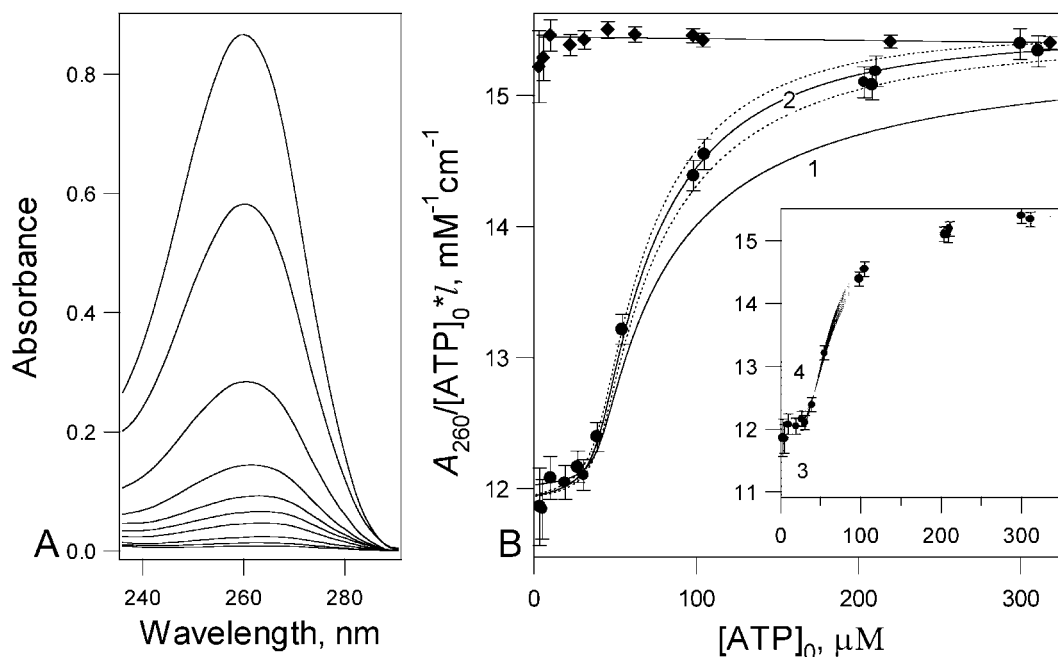 0.8
0.6
0.4
0.2
0.0
Absorbance
A
240 260 280
Wavelength, nm
15
14
13
12
A260/[ATP]0*l, mM⁻¹cm⁻¹
B
2
1
15
14
13
12
11
4
3
0 100 200 300
0 100 200 300
[ATP]0, μM